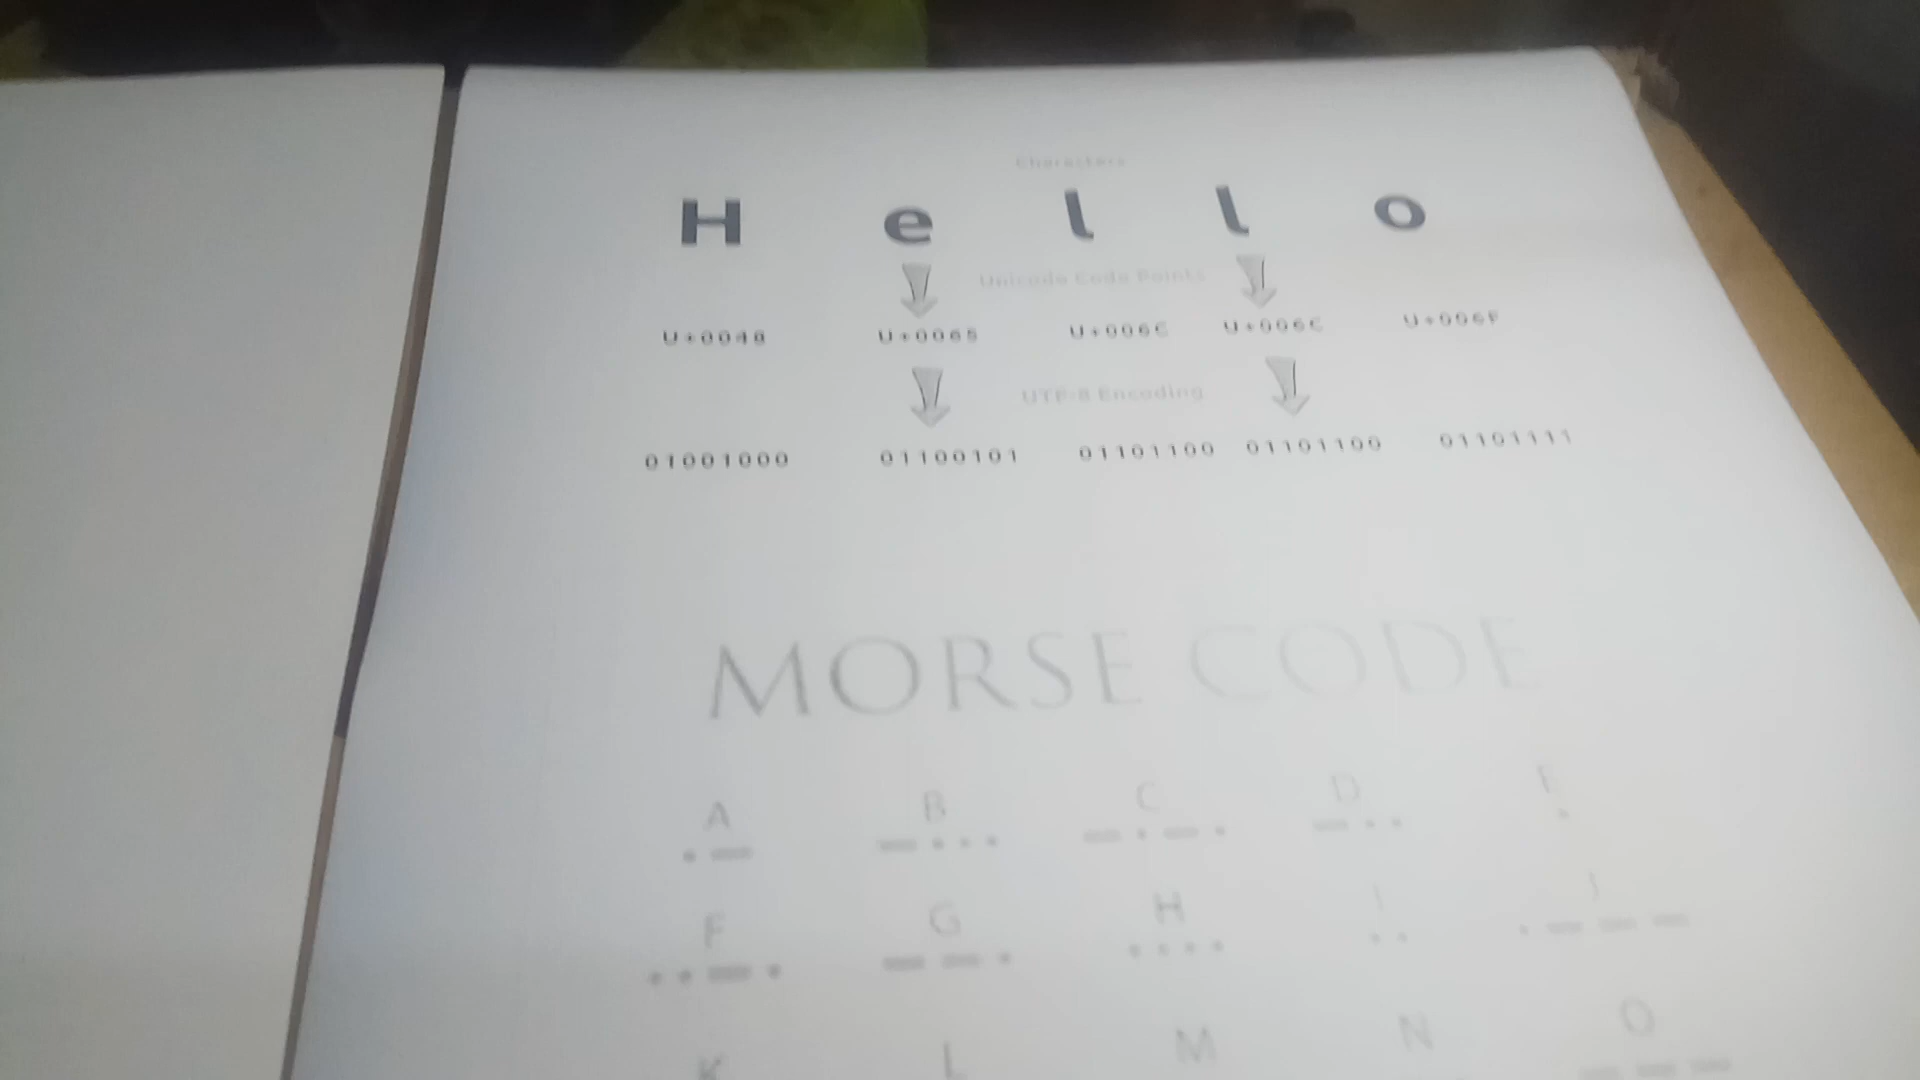 Characters
H e l l o
Unicode Code Points
U+0048 U+0065 U+006C U+006C U+006F
UTF-8 Encoding
01001000 01100101 01101100 01101100 01101111
MORSE CODE
A B C D E
·− −··· −·−· −·· ·
F G H I J
··−· −−· ···· ·· ·−−−
K L M N O
−−−